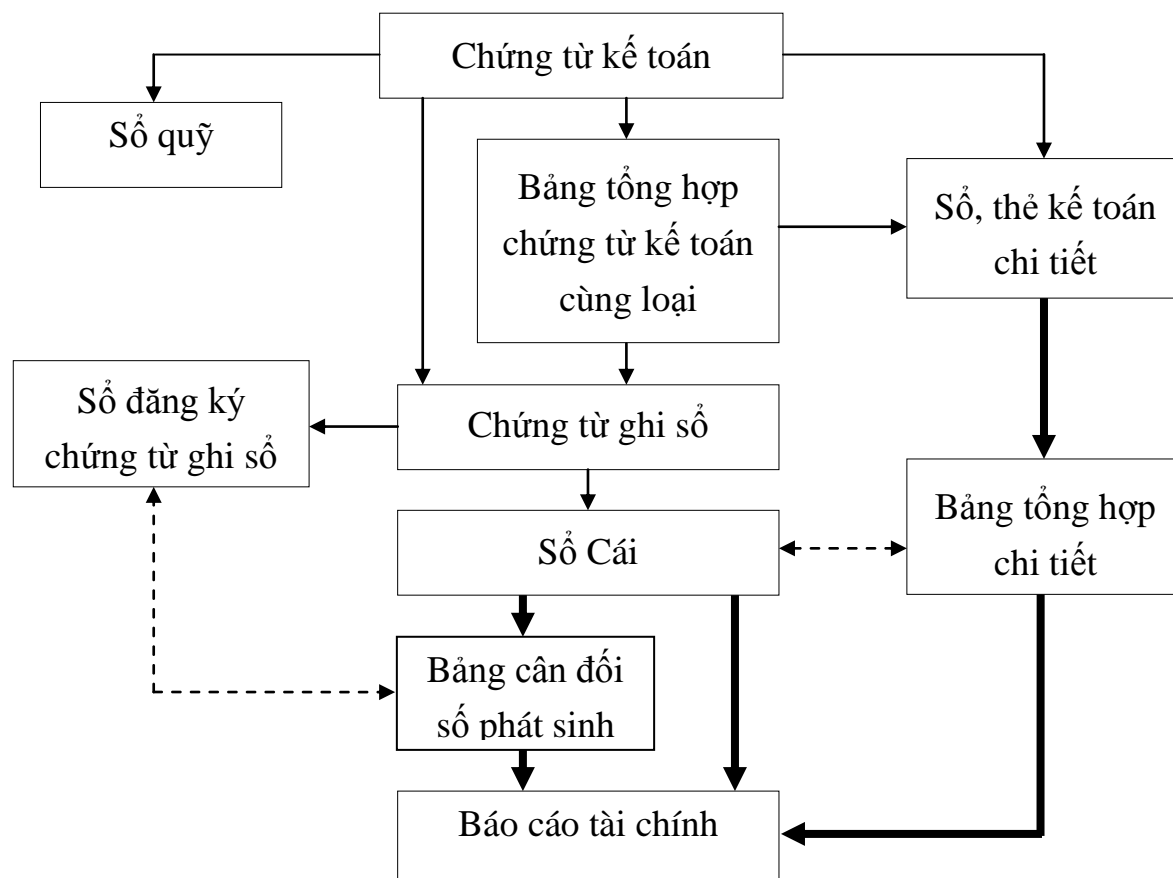 Chứng từ kế toán
Sổ quỹ
Bảng tổng hợp
chứng từ kế toán
cùng loại
Sổ, thẻ kế toán
chi tiết
Sổ đăng ký
chứng từ ghi sổ
Chứng từ ghi sổ
Sổ Cái
Bảng tổng hợp
chi tiết
Bảng cân đối
số phát sinh
Báo cáo tài chính